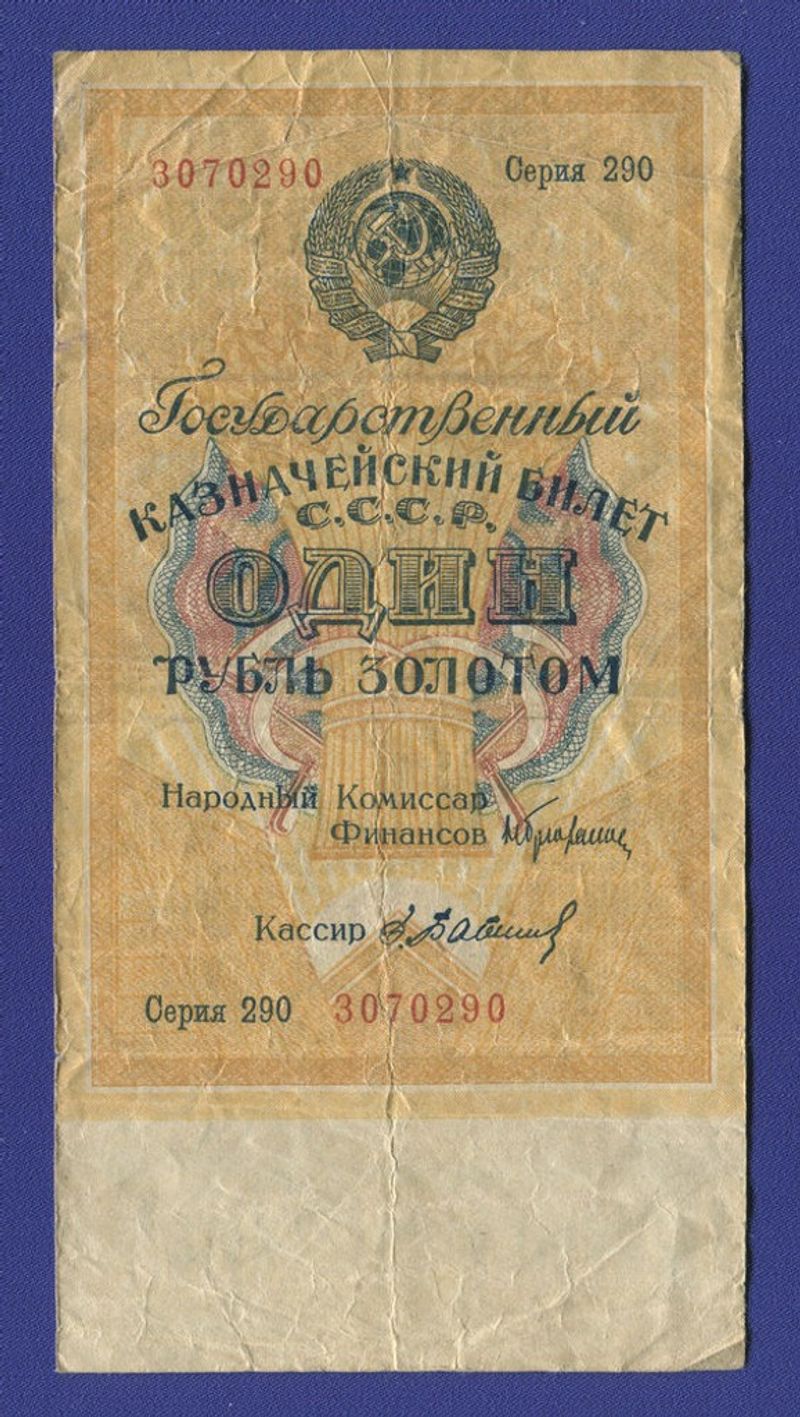 3070290 Серия 290
Государственный
КАЗНАЧЕЙСКИЙ БИЛЕТ
С.С.С.Р.
ОДИН
РУБЛЬ ЗОЛОТОМ
Народный Комиссар
Финансов
Кассир
Серия 290 3070290